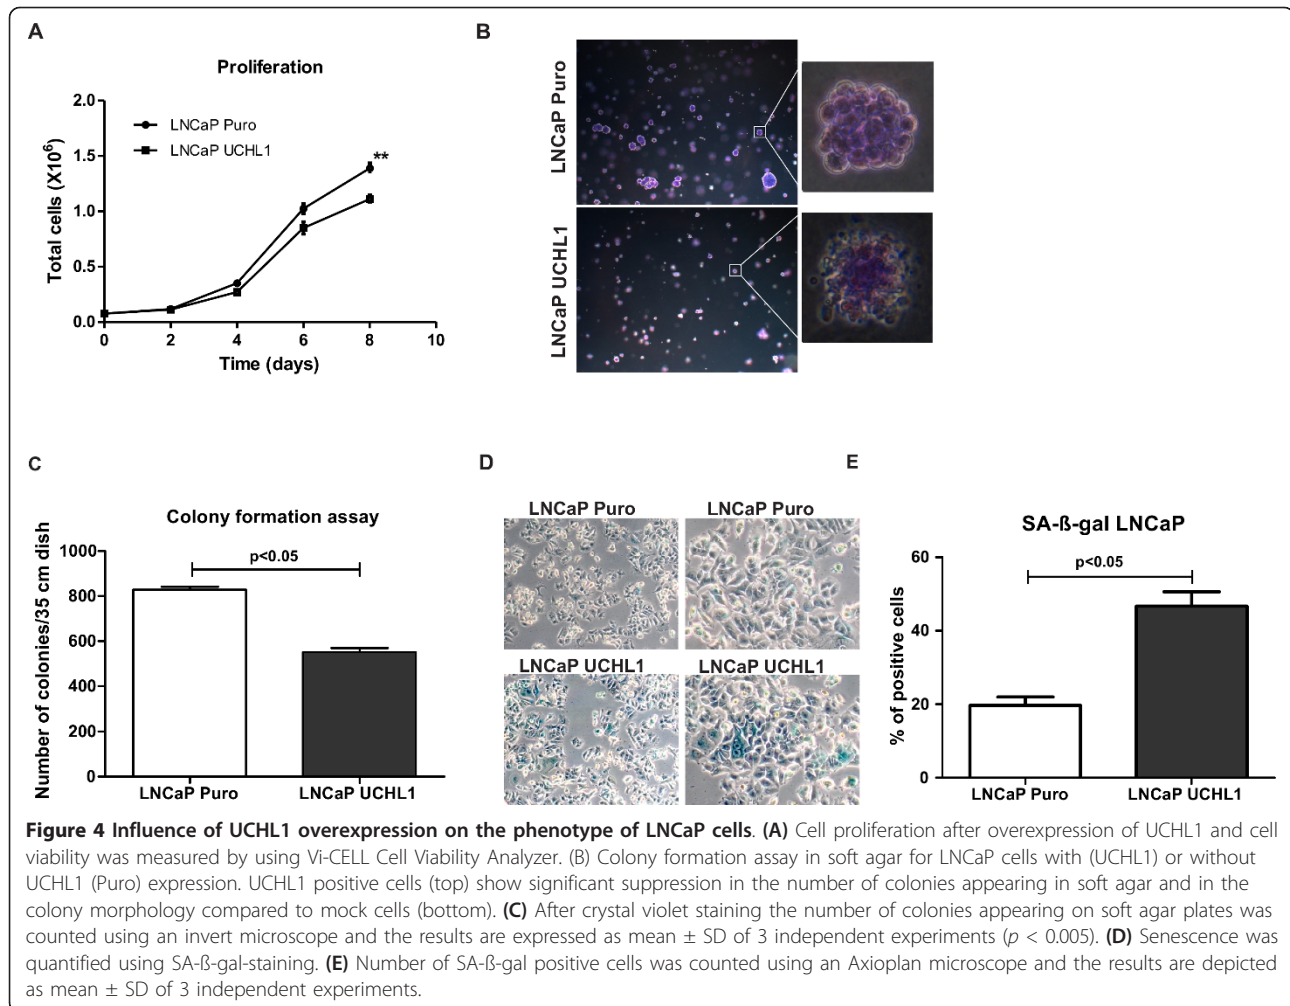 A
Proliferation
2.0
1.5
1.0
0.5
0.0
Total cells (X10⁶)
LNCaP Puro
LNCaP UCHL1
**
0 2 4 6 8 10
Time (days)
B
LNCaP Puro
LNCaP UCHL1
C
Colony formation assay
Number of colonies/35 cm dish
1000
800
600
400
200
0
p<0.05
LNCaP Puro LNCaP UCHL1
D
LNCaP Puro LNCaP Puro
LNCaP UCHL1 LNCaP UCHL1
E
SA-ß-gal LNCaP
% of positive cells
60
40
20
0
p<0.05
LNCaP Puro LNCaP UCHL1
Figure 4 Influence of UCHL1 overexpression on the phenotype of LNCaP cells. (A) Cell proliferation after overexpression of UCHL1 and cell
viability was measured by using Vi-CELL Cell Viability Analyzer. (B) Colony formation assay in soft agar for LNCaP cells with (UCHL1) or without
UCHL1 (Puro) expression. UCHL1 positive cells (top) show significant suppression in the number of colonies appearing in soft agar and in the
colony morphology compared to mock cells (bottom). (C) After crystal violet staining the number of colonies appearing on soft agar plates was
counted using an invert microscope and the results are expressed as mean ± SD of 3 independent experiments (p < 0.005). (D) Senescence was
quantified using SA-ß-gal-staining. (E) Number of SA-ß-gal positive cells was counted using an Axioplan microscope and the results are depicted
as mean ± SD of 3 independent experiments.